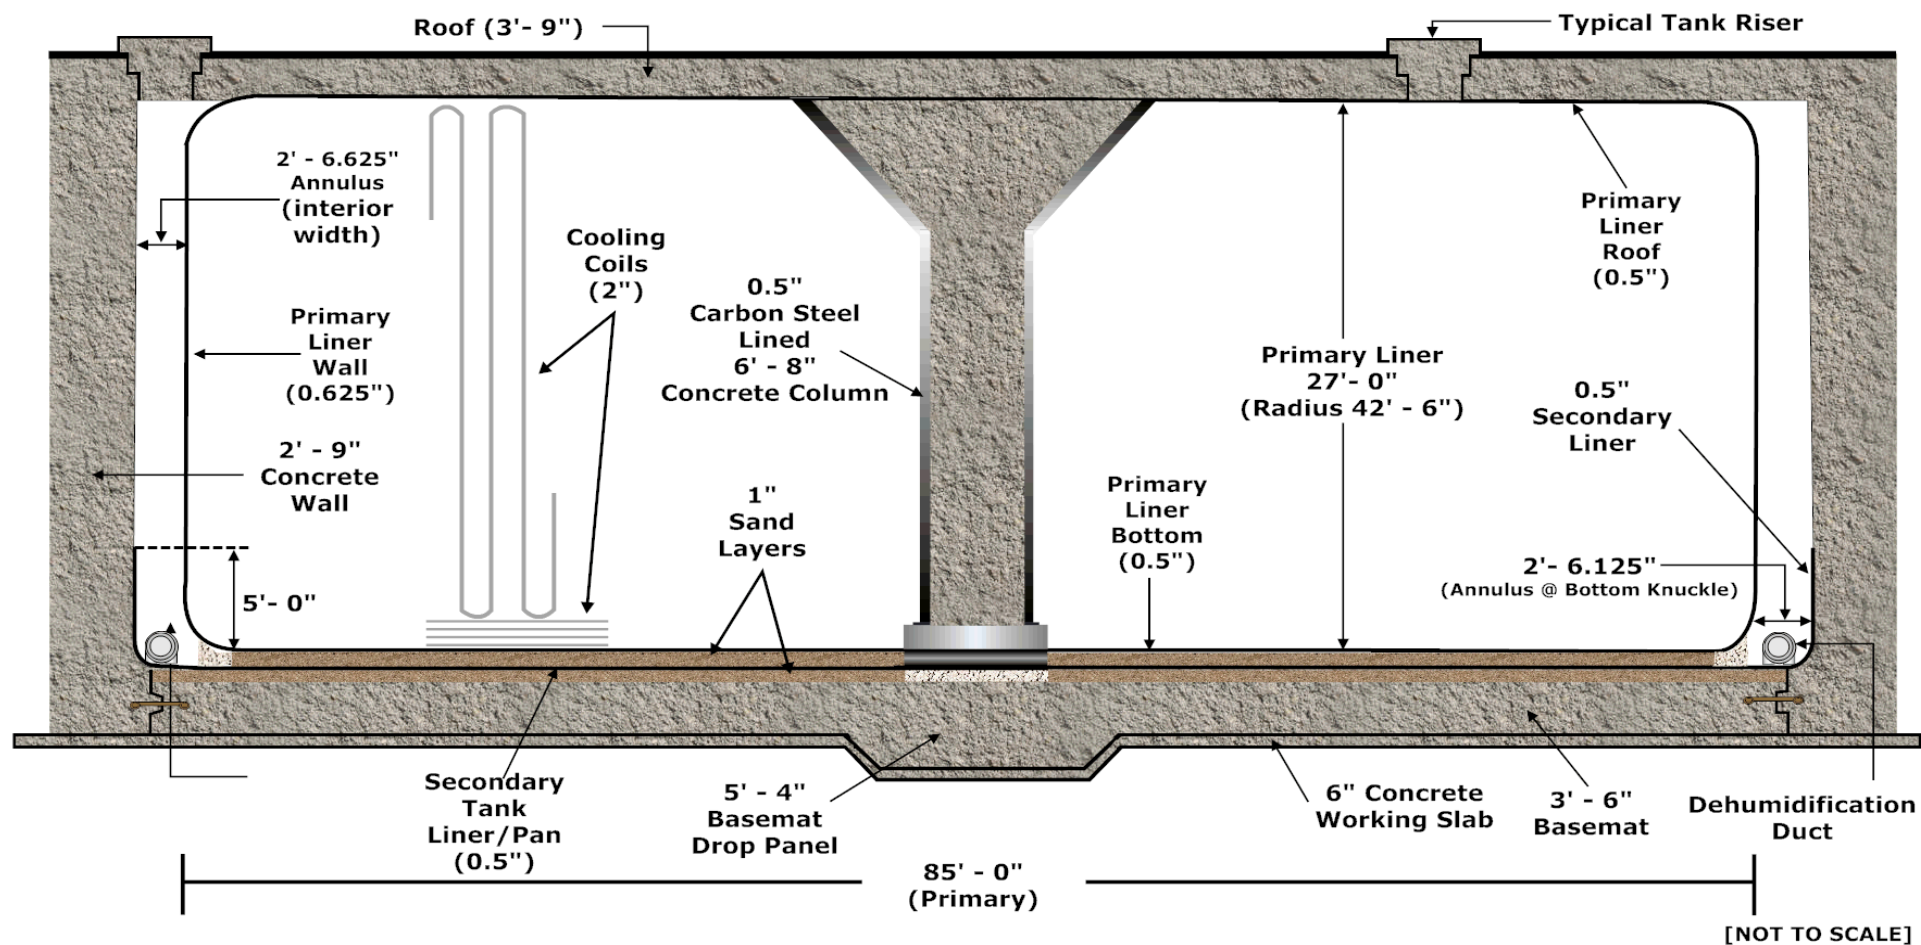 Roof (3'- 9")
Typical Tank Riser
2' - 6.625"
Annulus
(interior
width)
Cooling
Coils
(2")
Primary
Liner
Roof
(0.5")
0.5"
Carbon Steel
Lined
6' - 8"
Concrete Column
Primary
Liner
Wall
(0.625")
Primary Liner
27'- 0"
(Radius 42' - 6")
0.5"
Secondary
Liner
2' - 9"
Concrete
Wall
1"
Sand
Layers
Primary
Liner
Bottom
(0.5")
2'- 6.125"
(Annulus @ Bottom Knuckle)
5'- 0"
Secondary
Tank
Liner/Pan
(0.5")
5' - 4"
Basemat
Drop Panel
6" Concrete
Working Slab
3' - 6"
Basemat
Dehumidification
Duct
85' - 0"
(Primary)
[NOT TO SCALE]